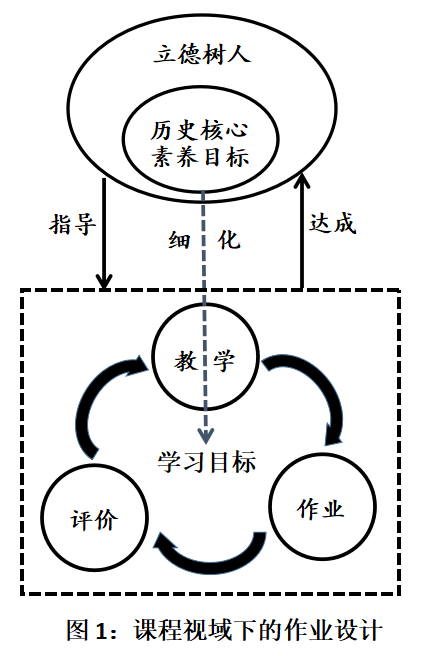 立德树人
历史核心
素养目标
指导
细 化
达成
教 学
学习目标
评价
作业
图 1：课程视域下的作业设计